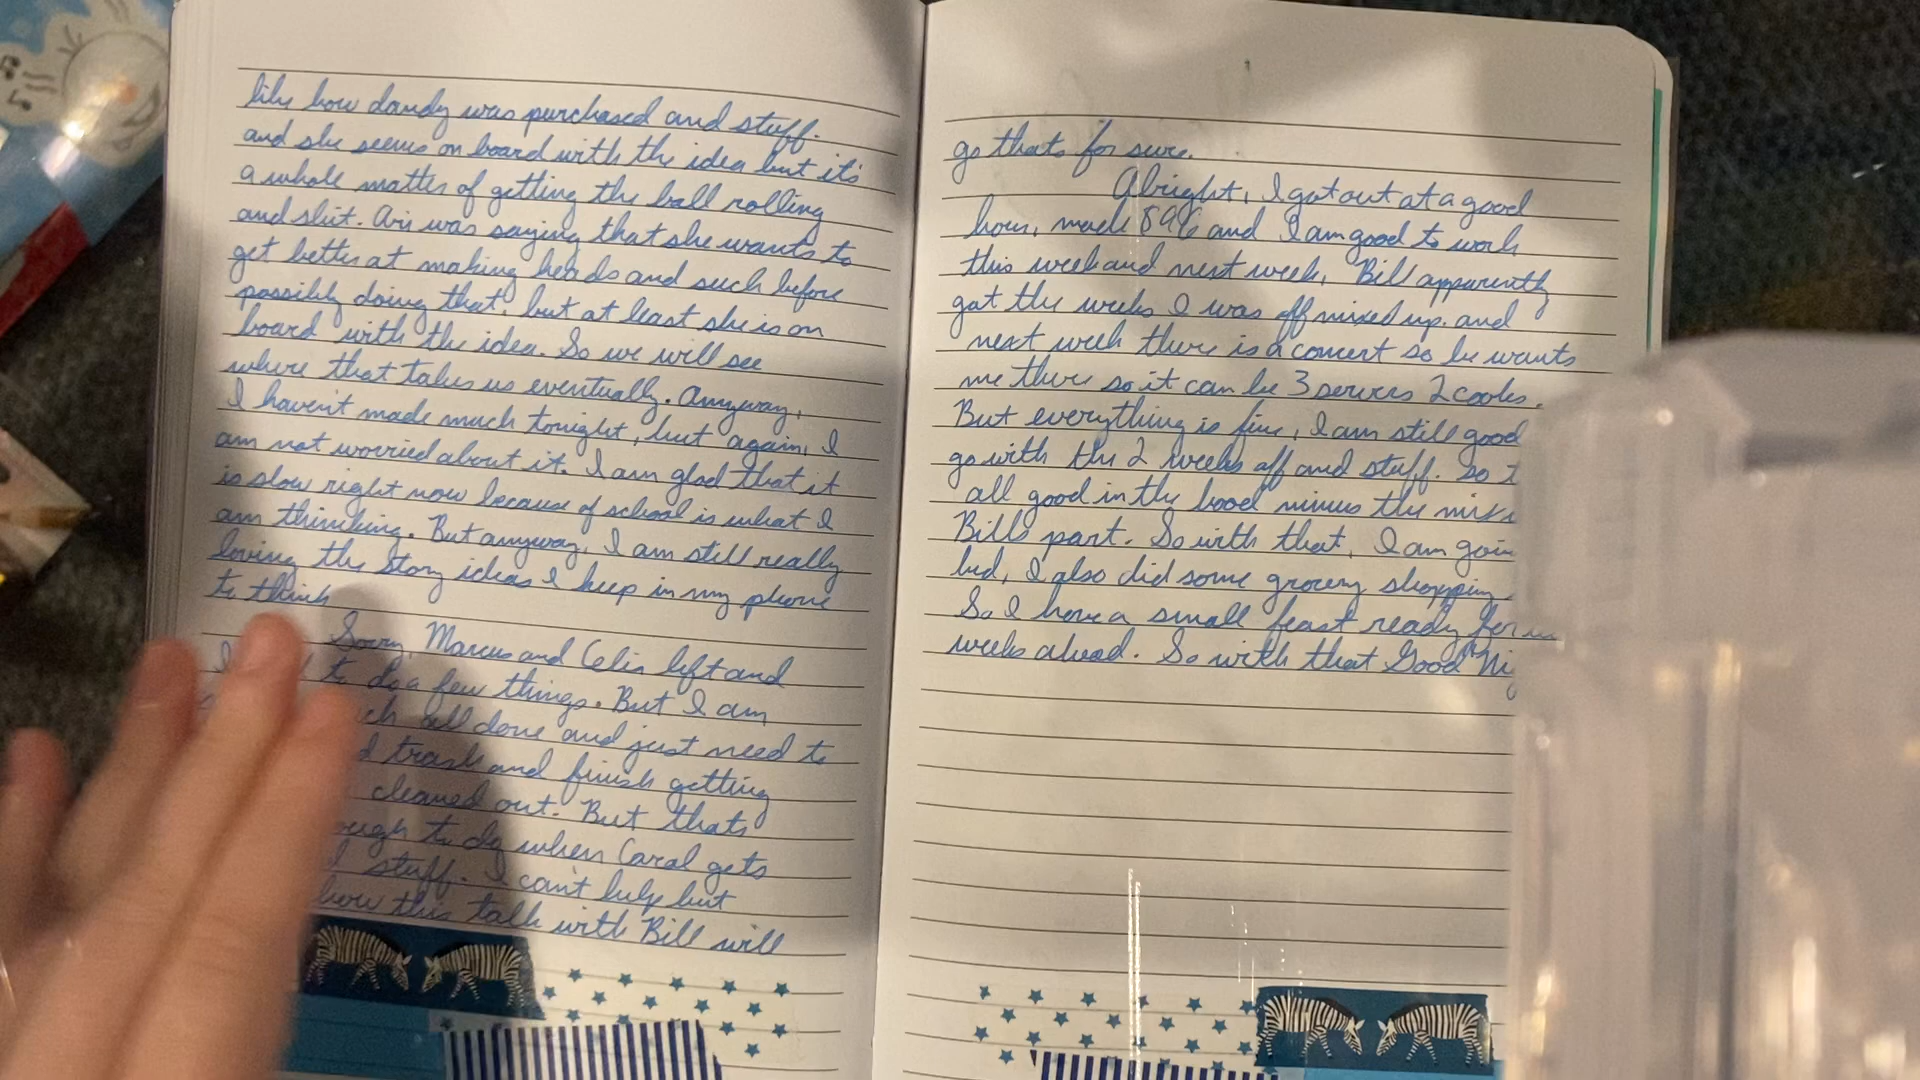 like how dandy was purchased and stuff.
and she seems on board with the idea but it's
a whole matter of getting the ball rolling
and shit. Ari was saying that she wants to
get better at making heads and such before
possibly doing that, but at least she is on
board with the idea. So we will see
where that takes us eventually. Anyway,
I haven't made much tonight, but again, I
am not worried about it. I am glad that it
is slow right now because of school is what I
am thinking. But anyway, I am still really
loving the story ideas I keep in my phone
to think
Sorry, Marcus and Celia left and
I to do a few things. But I am
all done and just need to
trash and finish getting
cleaned out. But thats
to do when Carol gets
stuff. I can't help but
how this talk with Bill will
go thats for sure.
Alright, I got out at a good
hour, made 896 and I am good to work
this week and next week, Bill apparently
got the weeks I was off mixed up. and
next week there is a concert so he wants
me there so it can be 3 servers 2 cooks.
But everything is fine, I am still good
go with the 2 weeks off and stuff. So
all good in the hood minus the
Bills part. So with that, I am
bed, I also did some grocery shopping
So I have a small feast ready for
weeks ahead. So with that Good